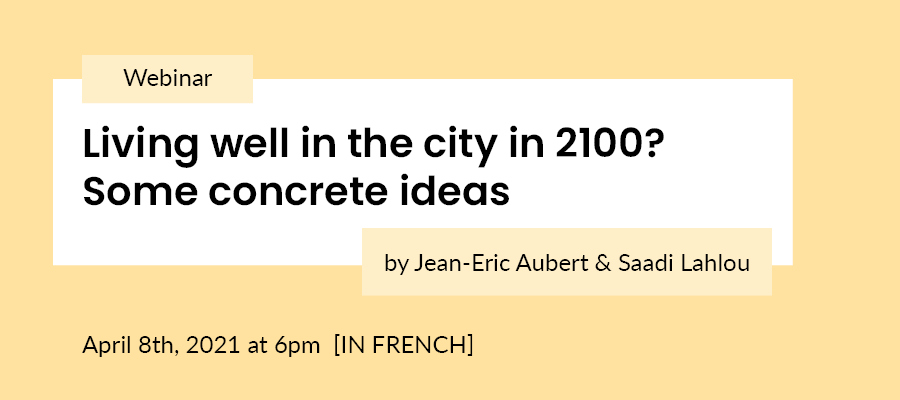 Webinar
Living well in the city in 2100?
Some concrete ideas
by Jean-Eric Aubert & Saadi Lahlou
April 8th, 2021 at 6pm [IN FRENCH]